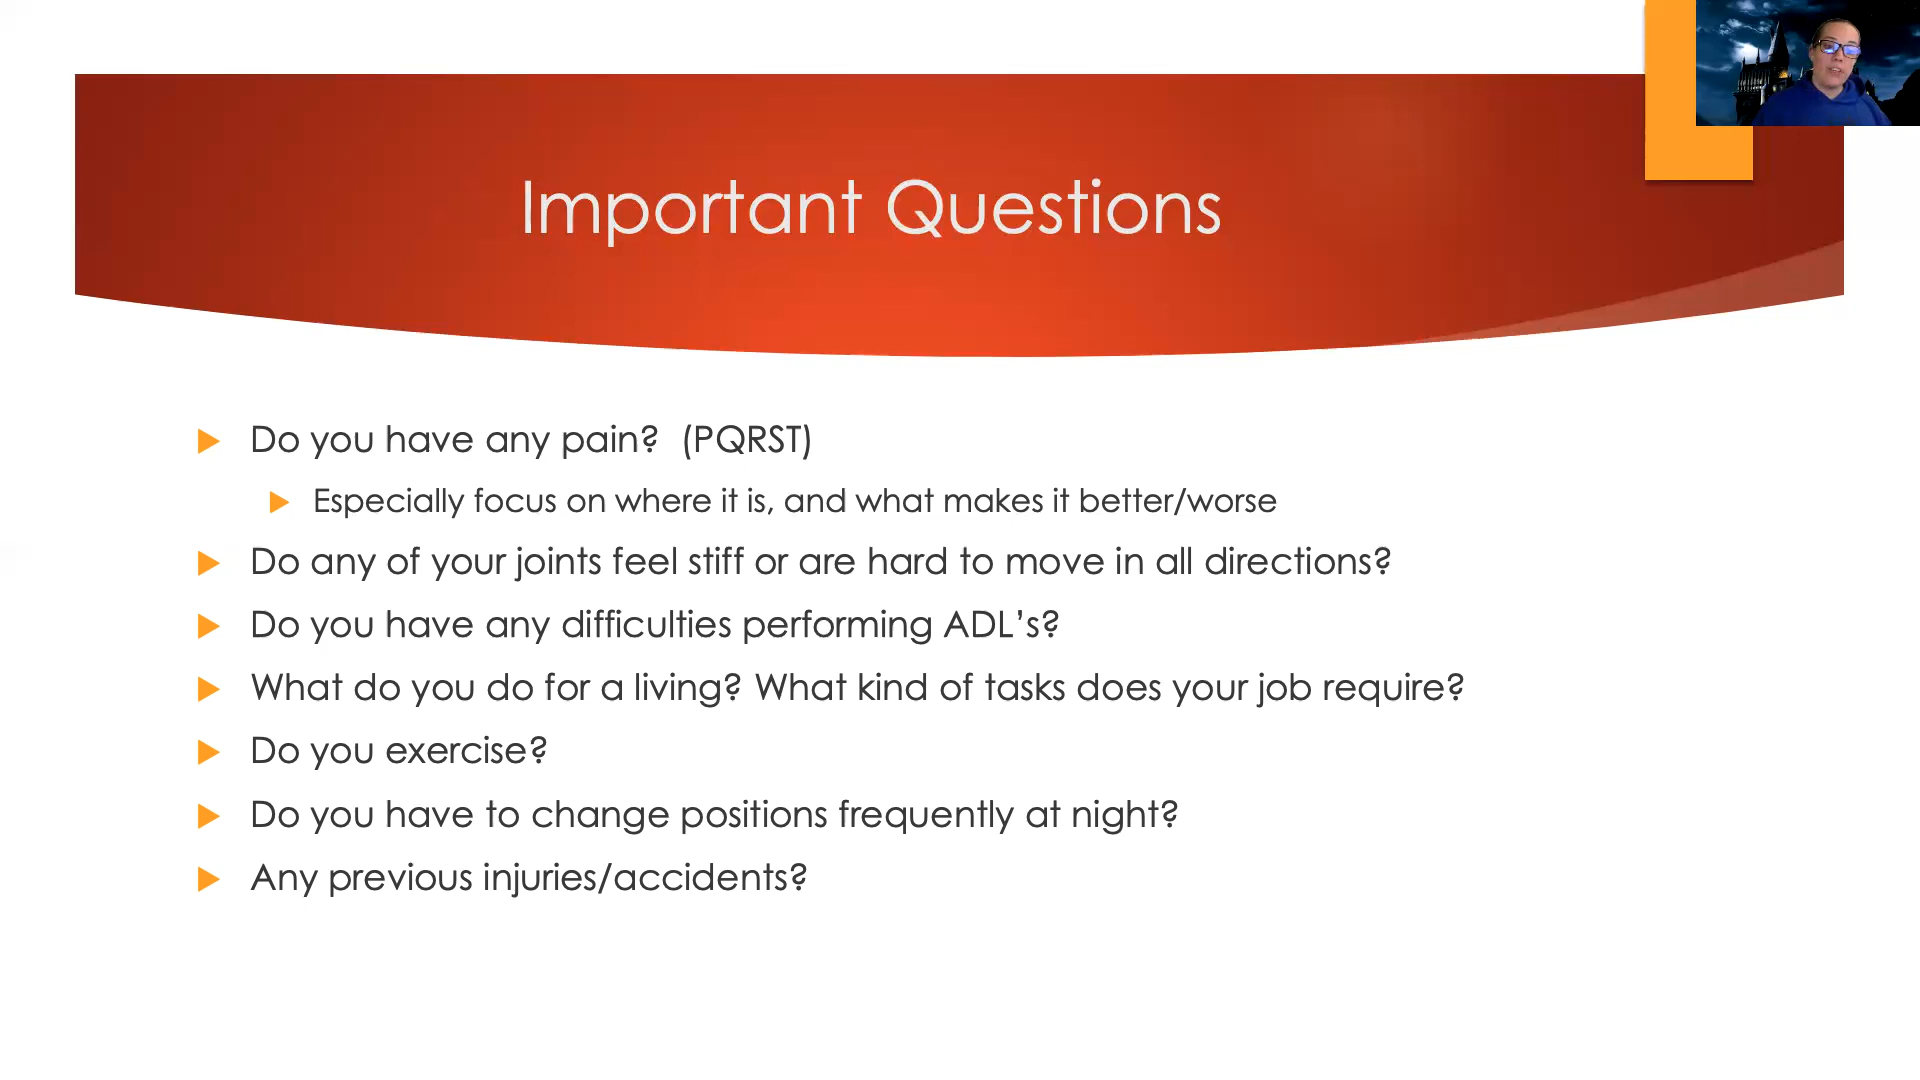 Important Questions
Do you have any pain?  (PQRST)
Especially focus on where it is, and what makes it better/worse
Do any of your joints feel stiff or are hard to move in all directions?
Do you have any difficulties performing ADL’s?
What do you do for a living? What kind of tasks does your job require?
Do you exercise?
Do you have to change positions frequently at night?
Any previous injuries/accidents?